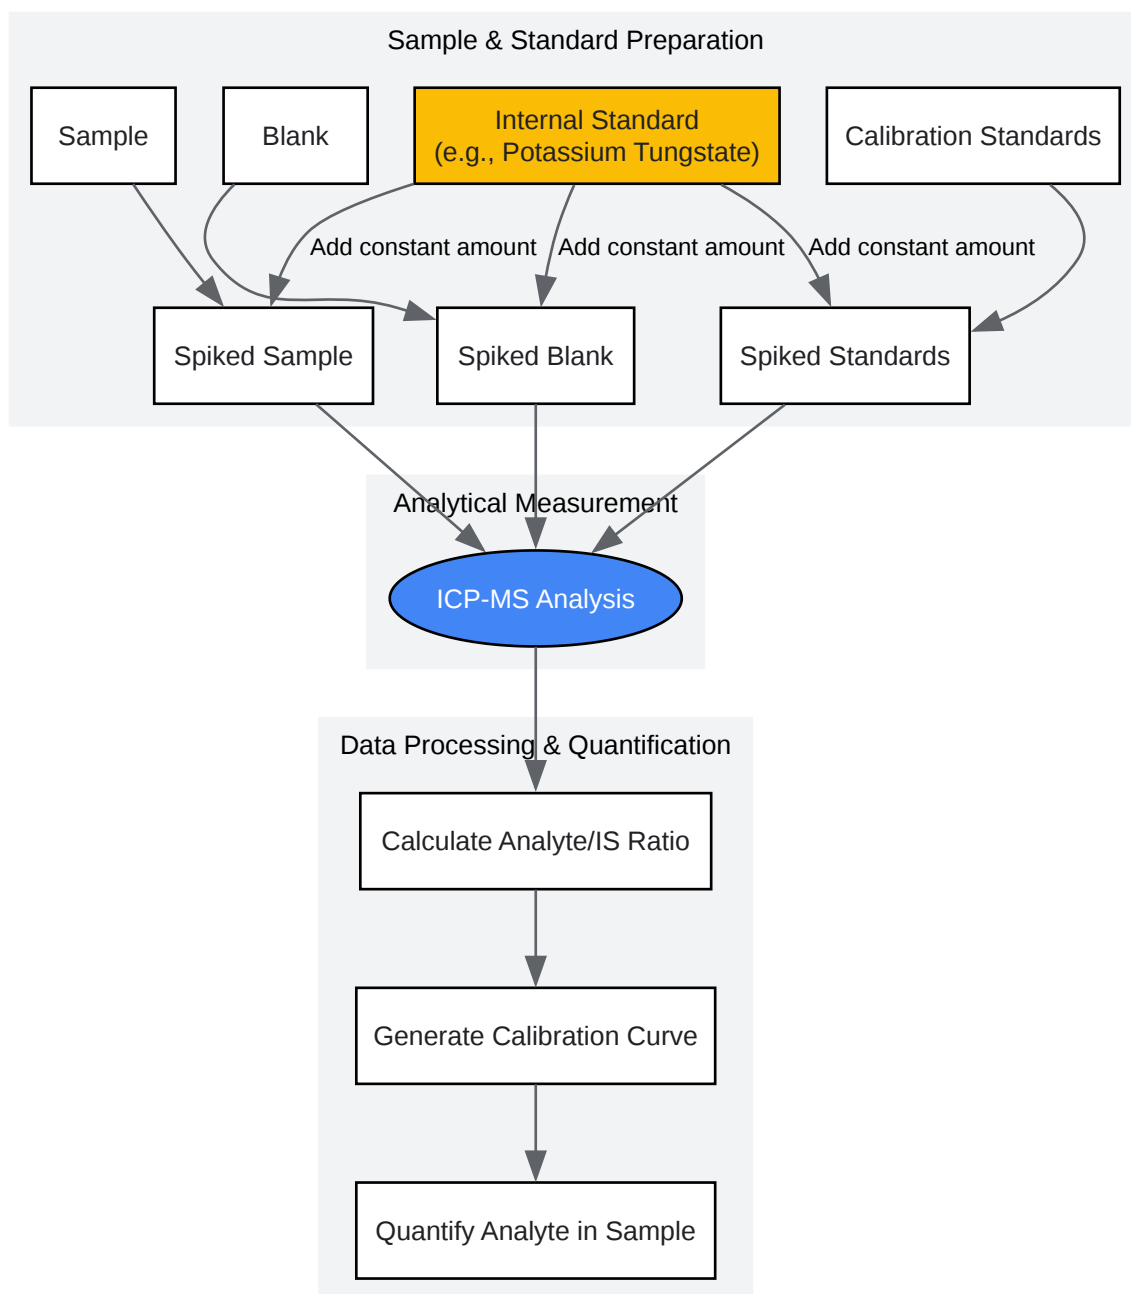 Sample & Standard Preparation
Sample
Blank
Internal Standard
(e.g., Potassium Tungstate)
Calibration Standards
Add constant amount
Add constant amount
Add constant amount
Spiked Sample
Spiked Blank
Spiked Standards
Analytical Measurement
ICP-MS Analysis
Data Processing & Quantification
Calculate Analyte/IS Ratio
Generate Calibration Curve
Quantify Analyte in Sample